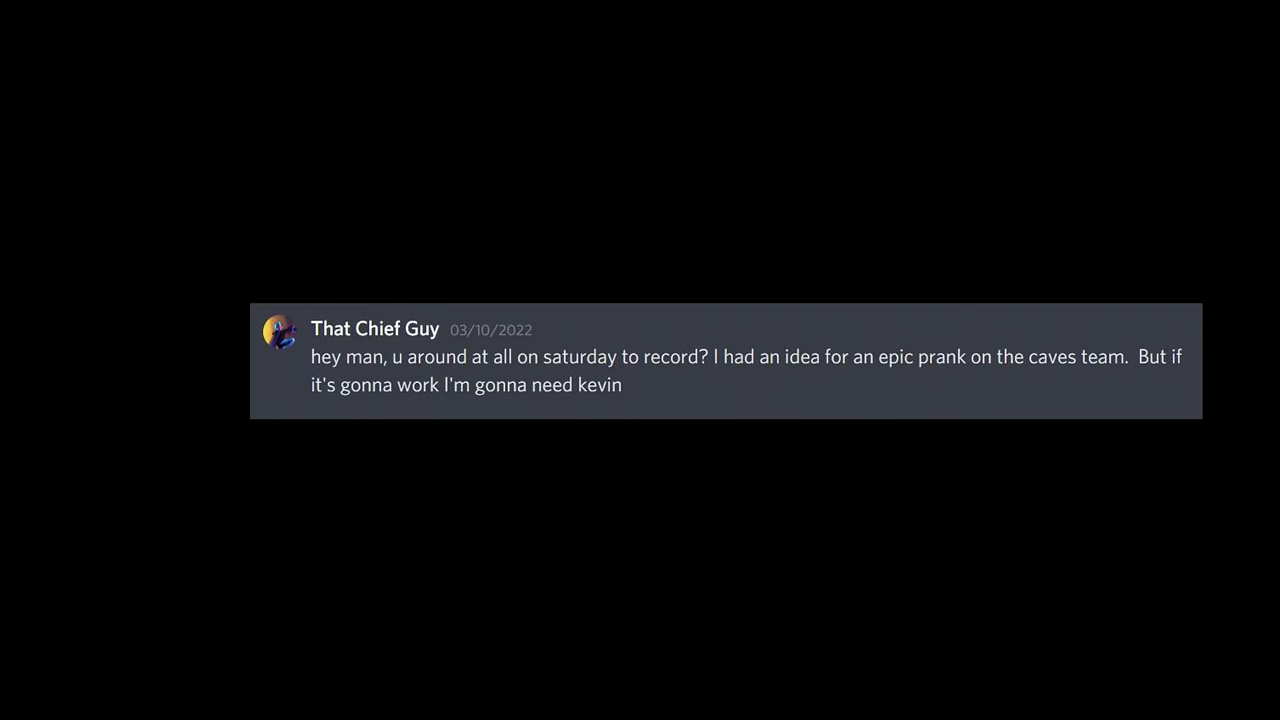 That Chief Guy 03/10/2022
hey man, u around at all on saturday to record? I had an idea for an epic prank on the caves team.  But if
it's gonna work I'm gonna need kevin